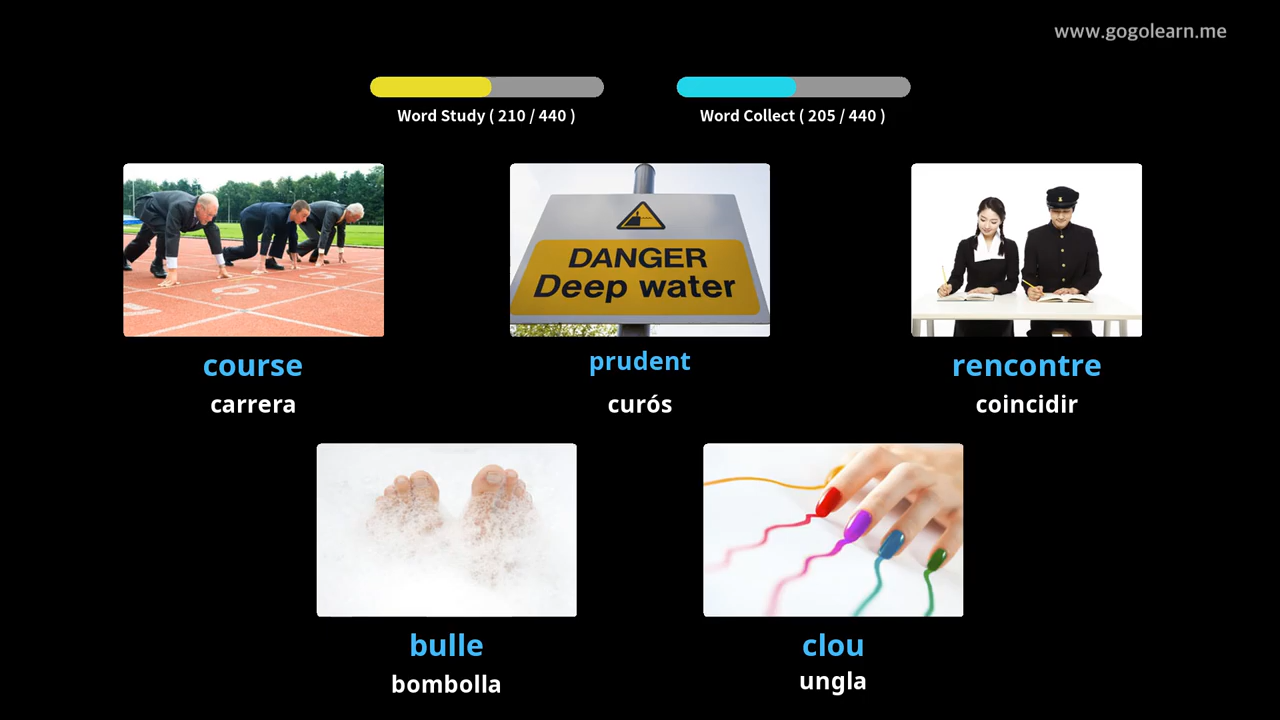 www.gogolearn.me
Word Study ( 210 / 440 )
Word Collect ( 205 / 440 )
DANGER
Deep water
course
carrera
prudent
curós
rencontre
coincidir
bulle
bombolla
clou
ungla